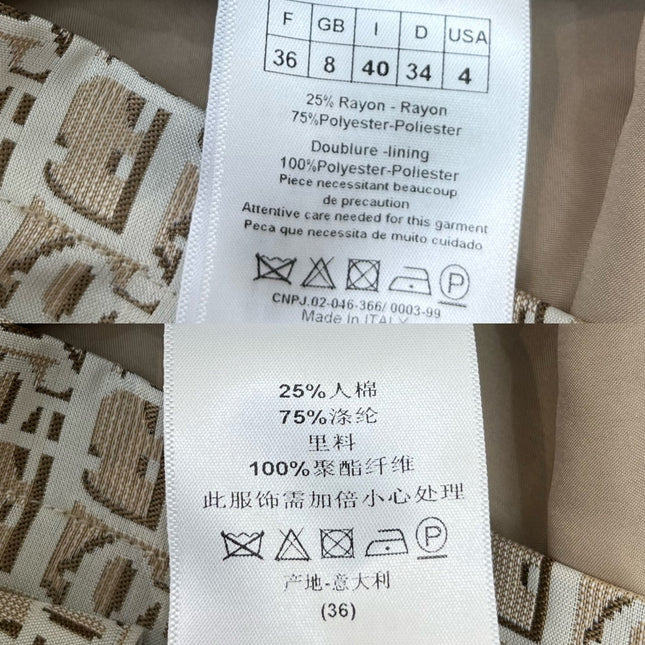 F GB I D USA
36 8 40 34 4
25% Rayon - Rayon
75%Polyester-Poliester
Doublure -lining
100%Polyester-Poliester
Piece necessitant beaucoup
de precaution
Attentive care needed for this garment
Peca que necessita de muito cuidado
P
CNPJ.02-046-366/ 0003-99
Made In ITALY
25%人棉
75%涤纶
里料
100%聚酯纤维
此服饰需加倍小心处理
P
产地-意大利
(36)